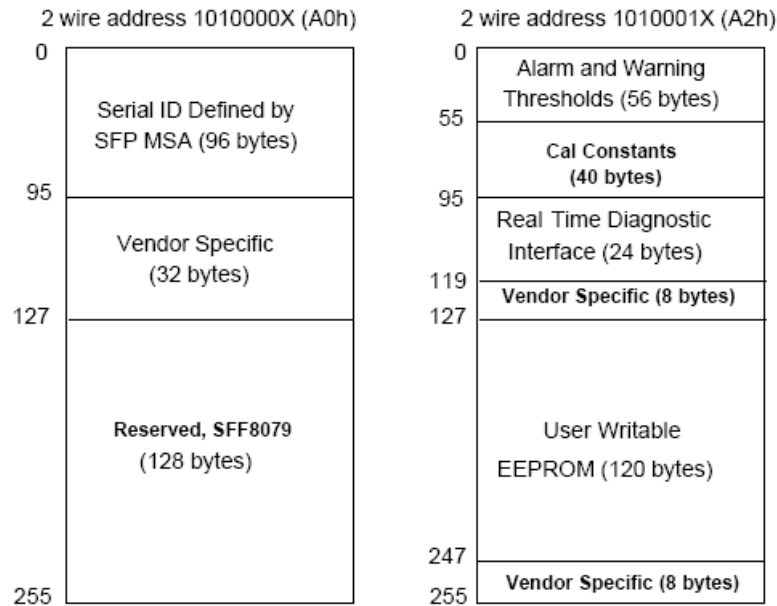 2 wire address 1010000X (A0h)
0
Serial ID Defined by
SFP MSA (96 bytes)
95
Vendor Specific
(32 bytes)
127
Reserved, SFF8079
(128 bytes)
255
2 wire address 1010001X (A2h)
0
Alarm and Warning
Thresholds (56 bytes)
55
Cal Constants
(40 bytes)
95
Real Time Diagnostic
Interface (24 bytes)
119
Vendor Specific (8 bytes)
127
User Writable
EEPROM (120 bytes)
247
Vendor Specific (8 bytes)
255